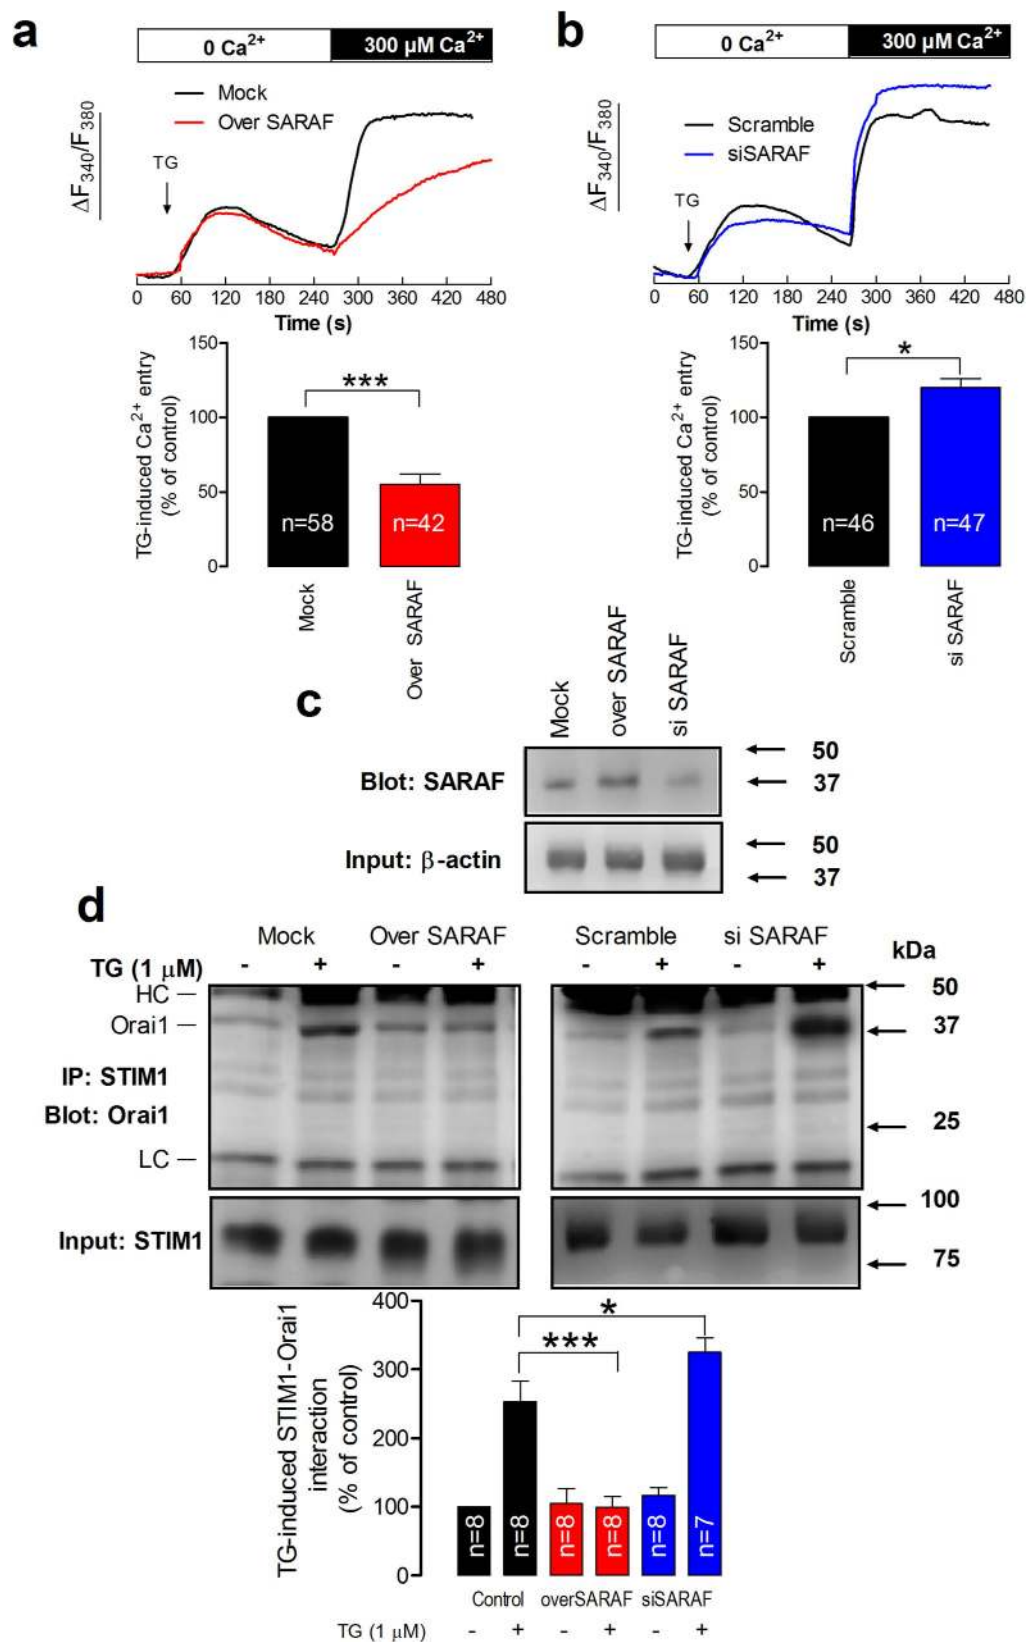 a
0 Ca2+ 300 μM Ca2+
Mock
Over SARAF
ΔF340/F380
TG
0 60 120 180 240 300 360 420 480
Time (s)
TG-induced Ca2+ entry
(% of control)
150
100
50
0
***
n=58 n=42
Mock
Over SARAF
b
0 Ca2+ 300 μM Ca2+
Scramble
siSARAF
ΔF340/F380
TG
0 60 120 180 240 300 360 420 480
Time (s)
TG-induced Ca2+ entry
(% of control)
150
100
50
0
*
n=46 n=47
Scramble
si SARAF
c
Mock
over SARAF
si SARAF
Blot: SARAF
50
37
Input: β-actin
50
37
d
Mock Over SARAF Scramble si SARAF
kDa
TG (1 μM) - + - + - + - +
HC
Orai1
IP: STIM1
Blot: Orai1
LC
50
37
25
Input: STIM1
100
75
TG-induced STIM1-Orai1
interaction
(% of control)
400
300
200
100
0
*
***
n=8 n=8 n=8 n=8 n=8 n=7
Control overSARAF siSARAF
TG (1 μM) - + - + - +